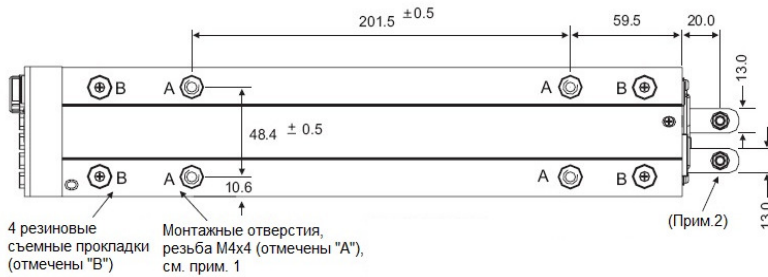 201.5 ±0.5
59.5
20.0
13.0
B
A
A
B
48.4 ± 0.5
B
A
10.6
A
B
(Прим.2)
13.0
4 резиновые
съемные прокладки
(отмечены "B")
Монтажные отверстия,
резьба М4х4 (отмечены "А"),
см. прим. 1